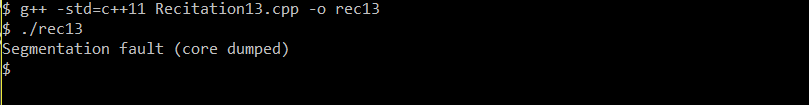 $ g++ -std=c++11 Recitation13.cpp -o rec13
$ ./rec13
Segmentation fault (core dumped)
$